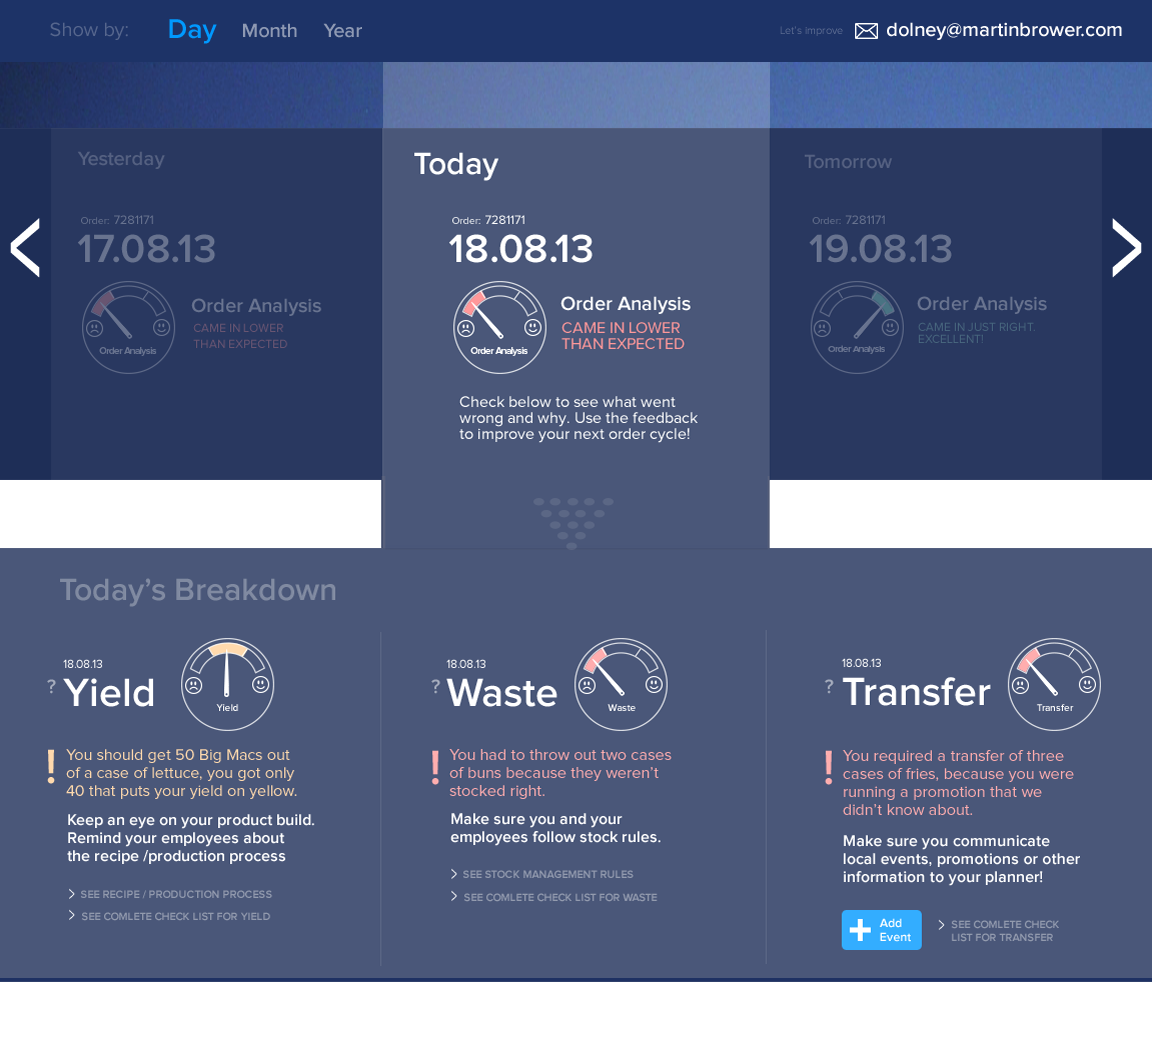 Show by: Day Month Year
Let's improve dolney@martinbrower.com
Yesterday
Order: 7281171
17.08.13
Order Analysis
CAME IN LOWER
THAN EXPECTED
Order Analysis
Today
Order: 7281171
18.08.13
Order Analysis
CAME IN LOWER
THAN EXPECTED
Order Analysis
Check below to see what went
wrong and why. Use the feedback
to improve your next order cycle!
Tomorrow
Order: 7281171
19.08.13
Order Analysis
CAME IN JUST RIGHT.
EXCELLENT!
Order Analysis
Today's Breakdown
18.08.13
? Yield
Yield
! You should get 50 Big Macs out
of a case of lettuce, you got only
40 that puts your yield on yellow.
Keep an eye on your product build.
Remind your employees about
the recipe /production process
SEE RECIPE / PRODUCTION PROCESS
SEE COMLETE CHECK LIST FOR YIELD
18.08.13
? Waste
Waste
! You had to throw out two cases
of buns because they weren't
stocked right.
Make sure you and your
employees follow stock rules.
SEE STOCK MANAGEMENT RULES
SEE COMLETE CHECK LIST FOR WASTE
18.08.13
? Transfer
Transfer
! You required a transfer of three
cases of fries, because you were
running a promotion that we
didn't know about.
Make sure you communicate
local events, promotions or other
information to your planner!
Add
Event
SEE COMLETE CHECK
LIST FOR TRANSFER